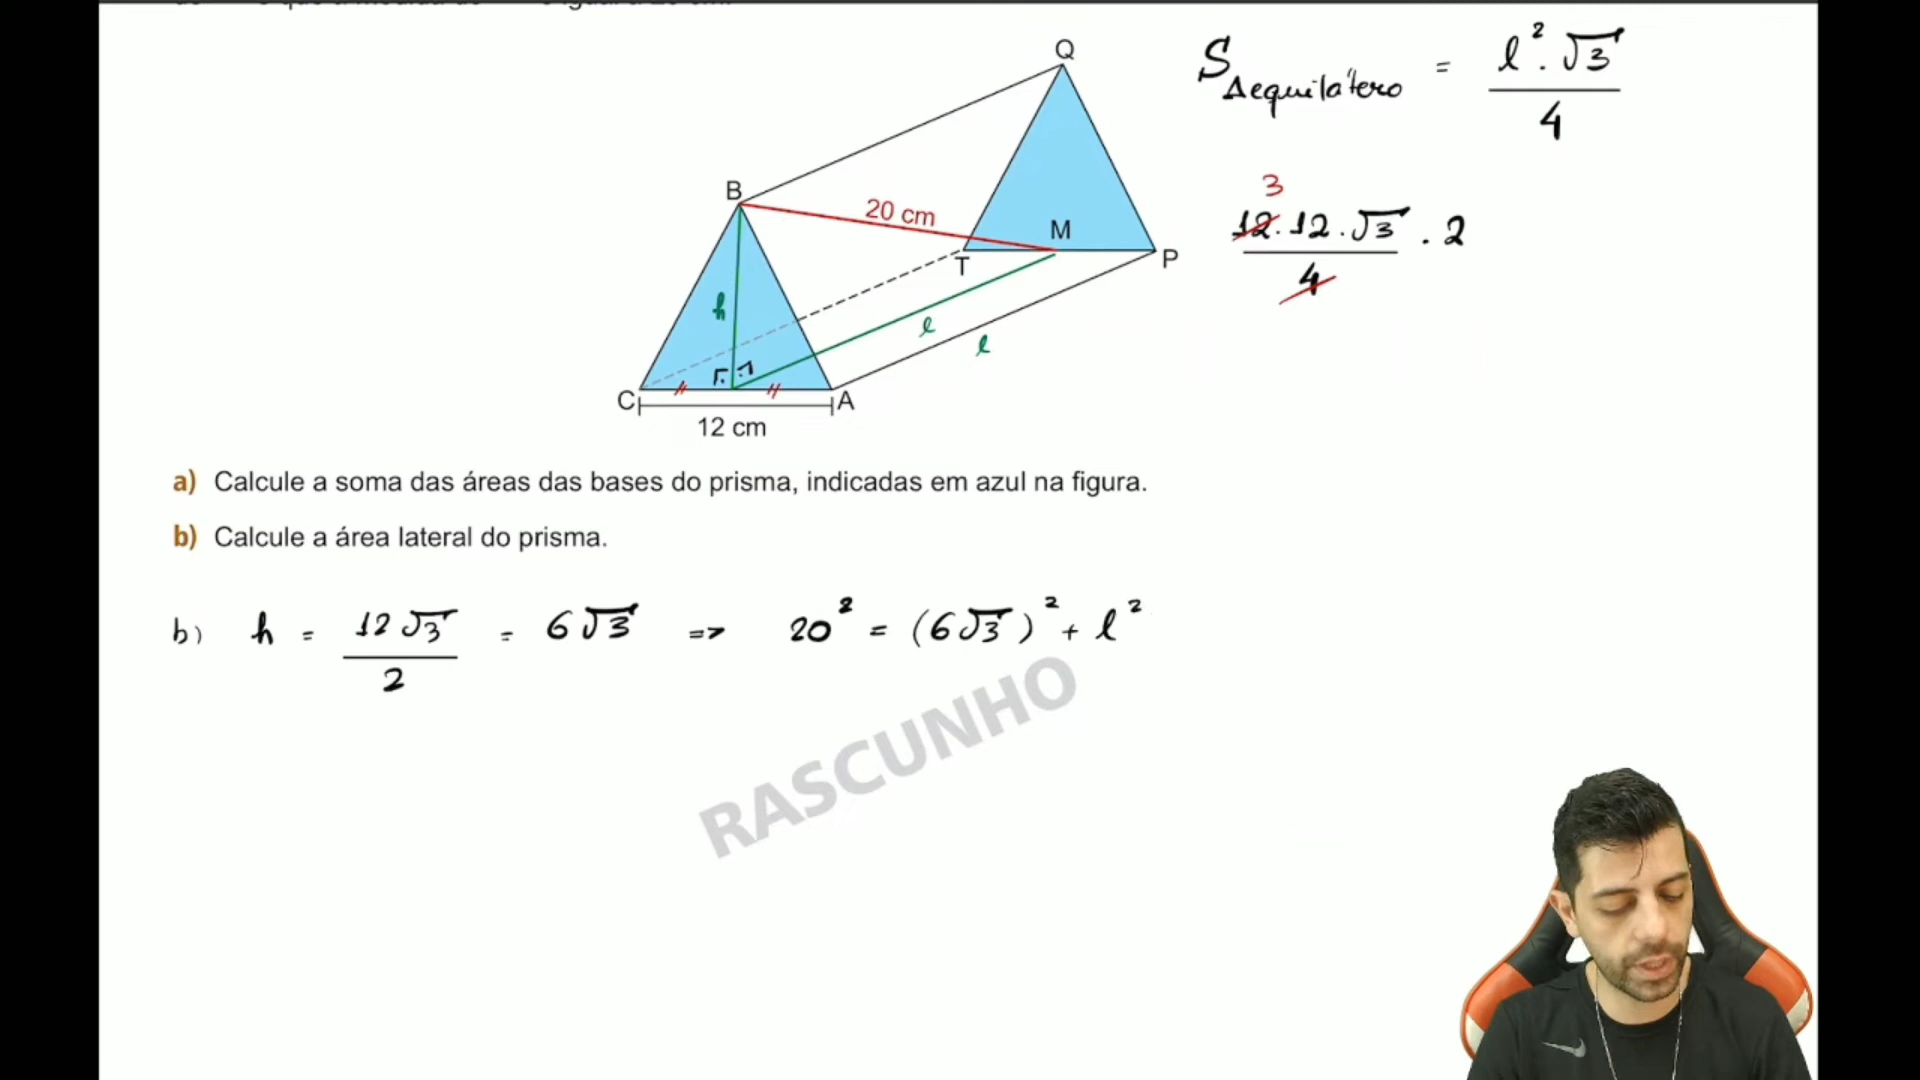 Q
S Δequilátero = l² . √3 / 4
B
3
20 cm
12 . 12 . √3 / 4 . 2
M
T
P
h
l
l
C
A
12 cm
a) Calcule a soma das áreas das bases do prisma, indicadas em azul na figura.
b) Calcule a área lateral do prisma.
b) h = 12√3 / 2 = 6√3 => 20² = (6√3)² + l²
RASCUNHO